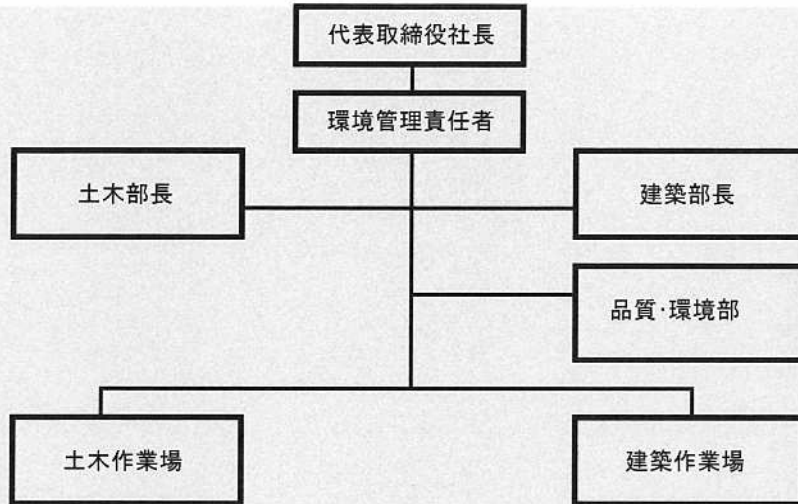 代表取締役社長
環境管理責任者
土木部長
建築部長
品質・環境部
土木作業場
建築作業場